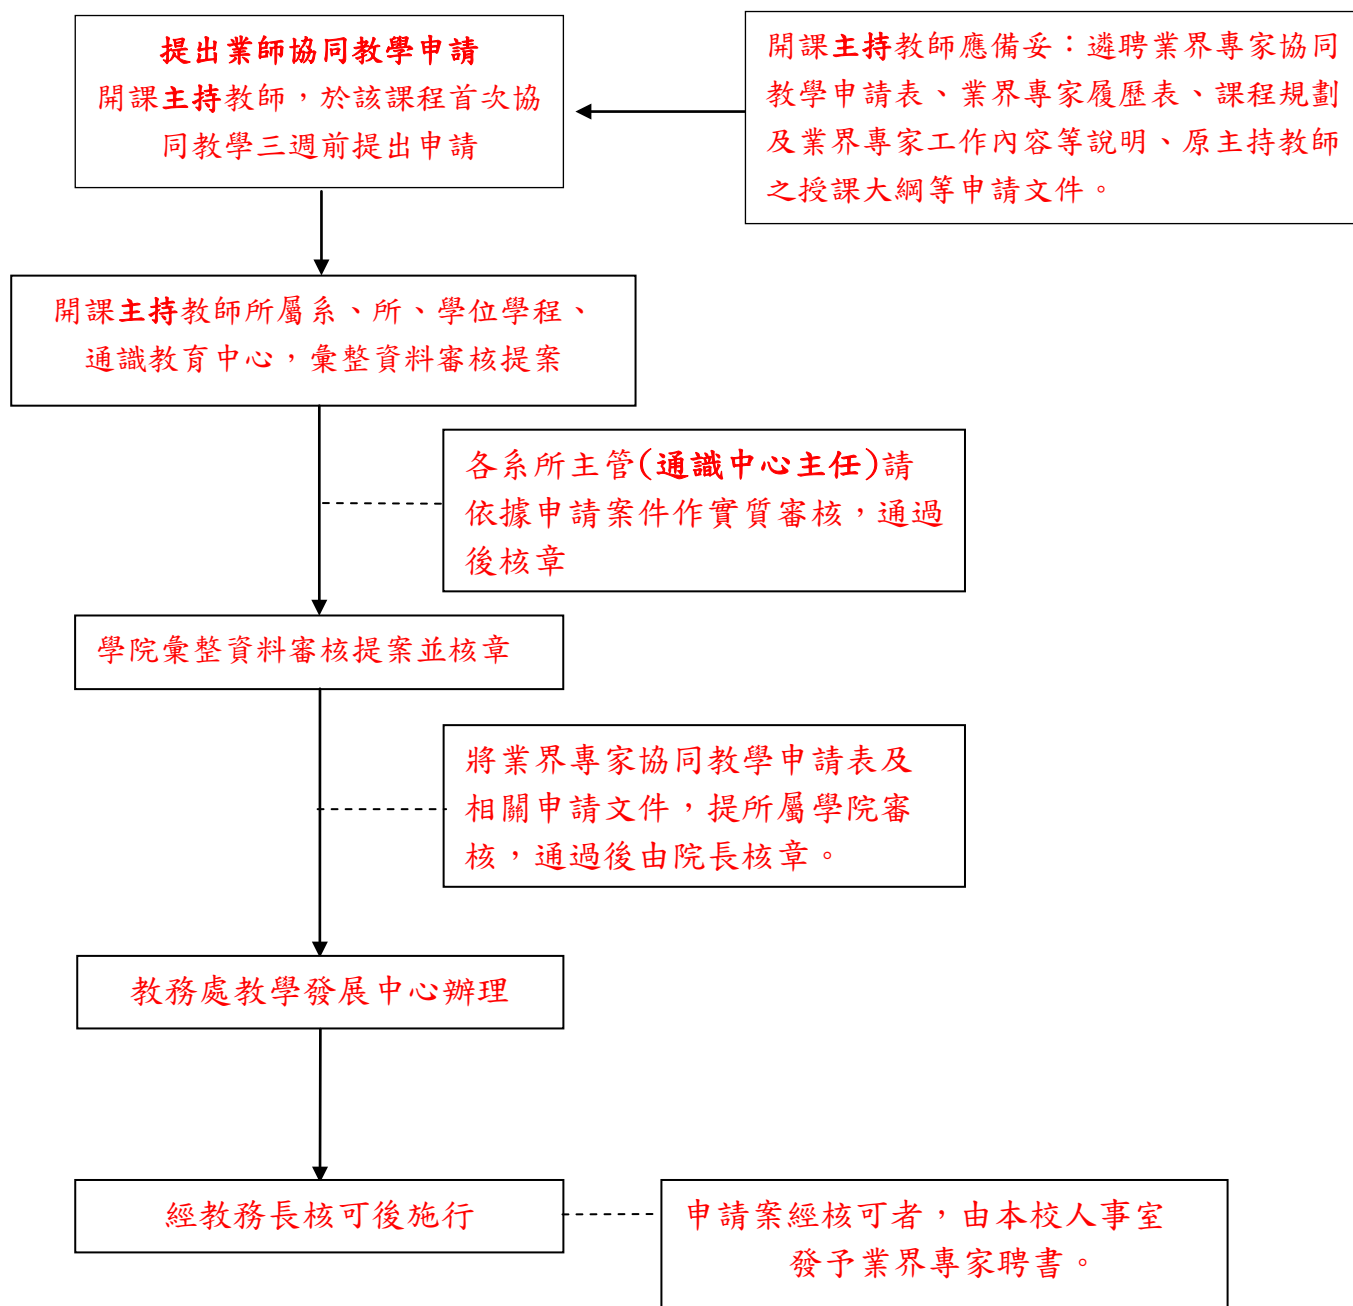 提出業師協同教學申請
開課主持教師，於該課程首次協
同教學三週前提出申請
開課主持教師應備妥：遴聘業界專家協同
教學申請表、業界專家履歷表、課程規劃
及業界專家工作內容等說明、原主持教師
之授課大綱等申請文件。
開課主持教師所屬系、所、學位學程、
通識教育中心，彙整資料審核提案
各系所主管(通識中心主任)請
依據申請案件作實質審核，通過
後核章
學院彙整資料審核提案並核章
將業界專家協同教學申請表及
相關申請文件，提所屬學院審
核，通過後由院長核章。
教務處教學發展中心辦理
經教務長核可後施行
申請案經核可者，由本校人事室
發予業界專家聘書。